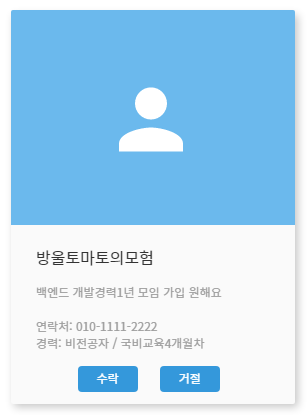 방울토마토의모험
백엔드 개발경력1년 모임 가입 원해요
연락처: 010-1111-2222
경력: 비전공자 / 국비교육4개월차
수락 거절